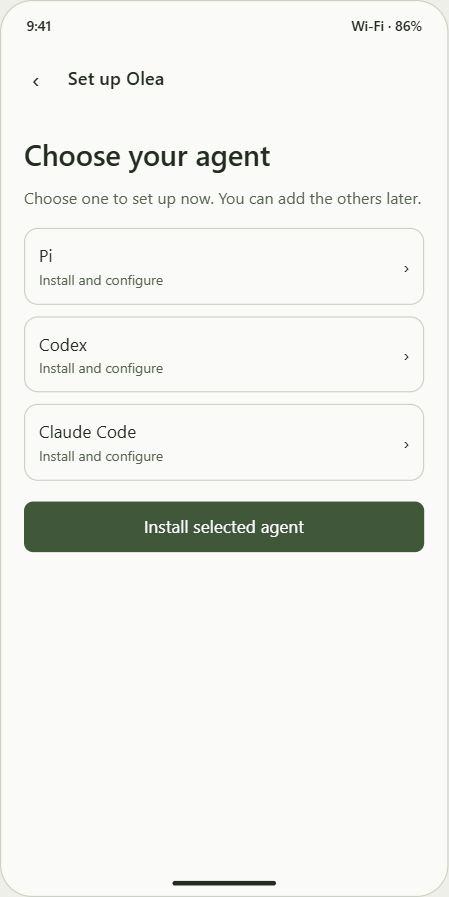 9:41
Wi-Fi · 86%
‹ Set up Olea
Choose your agent
Choose one to set up now. You can add the others later.
Pi
Install and configure
›
Codex
Install and configure
›
Claude Code
Install and configure
›
Install selected agent